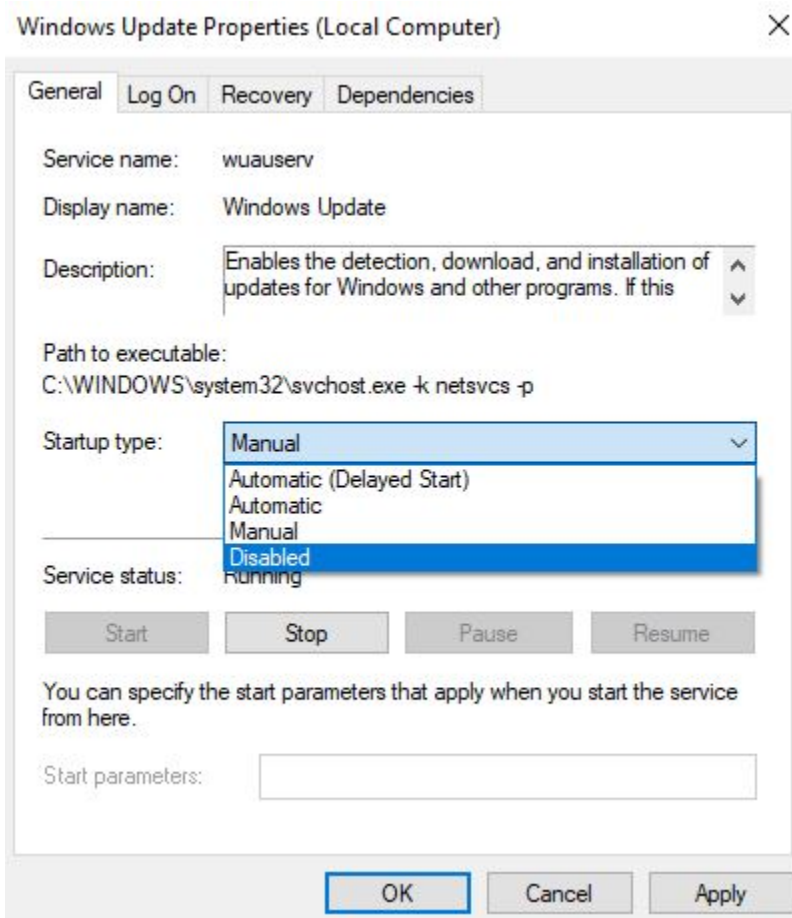 Windows Update Properties (Local Computer)
General Log On Recovery Dependencies
Service name: wuauserv
Display name: Windows Update
Description: Enables the detection, download, and installation of
updates for Windows and other programs. If this
Path to executable:
C:\WINDOWS\system32\svchost.exe -k netsvcs -p
Startup type: Manual
Automatic (Delayed Start)
Automatic
Manual
Disabled
Service status: Running
Start Stop Pause Resume
You can specify the start parameters that apply when you start the service
from here.
Start parameters:
OK Cancel Apply